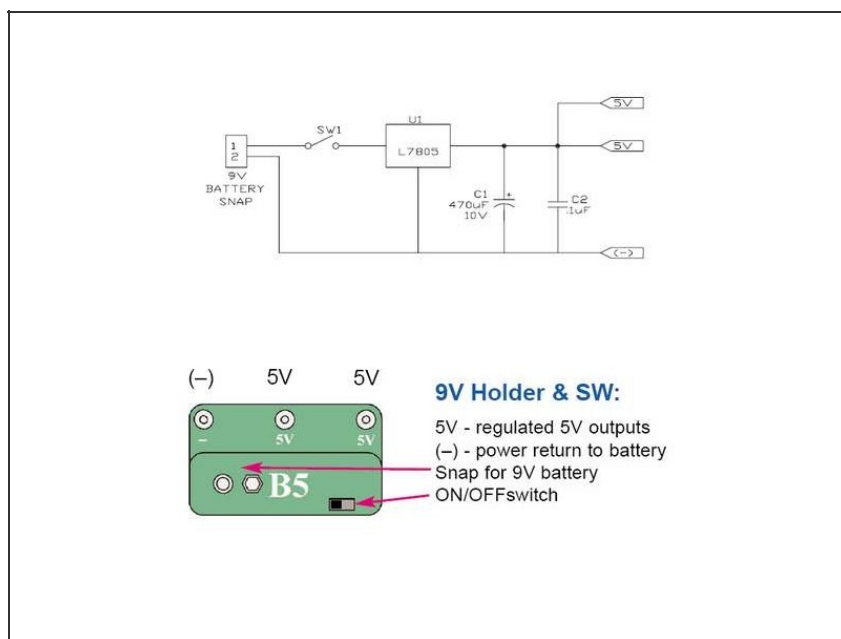 5V
U1
SW1
1
2
L7805
5V
9V
BATTERY
SNAP
C1
470uF
10V
+
C2
.1uF
(-)
(–) 5V 5V
9V Holder & SW:
– 5V 5V
5V - regulated 5V outputs
(–) - power return to battery
Snap for 9V battery
B5
ON/OFFswitch